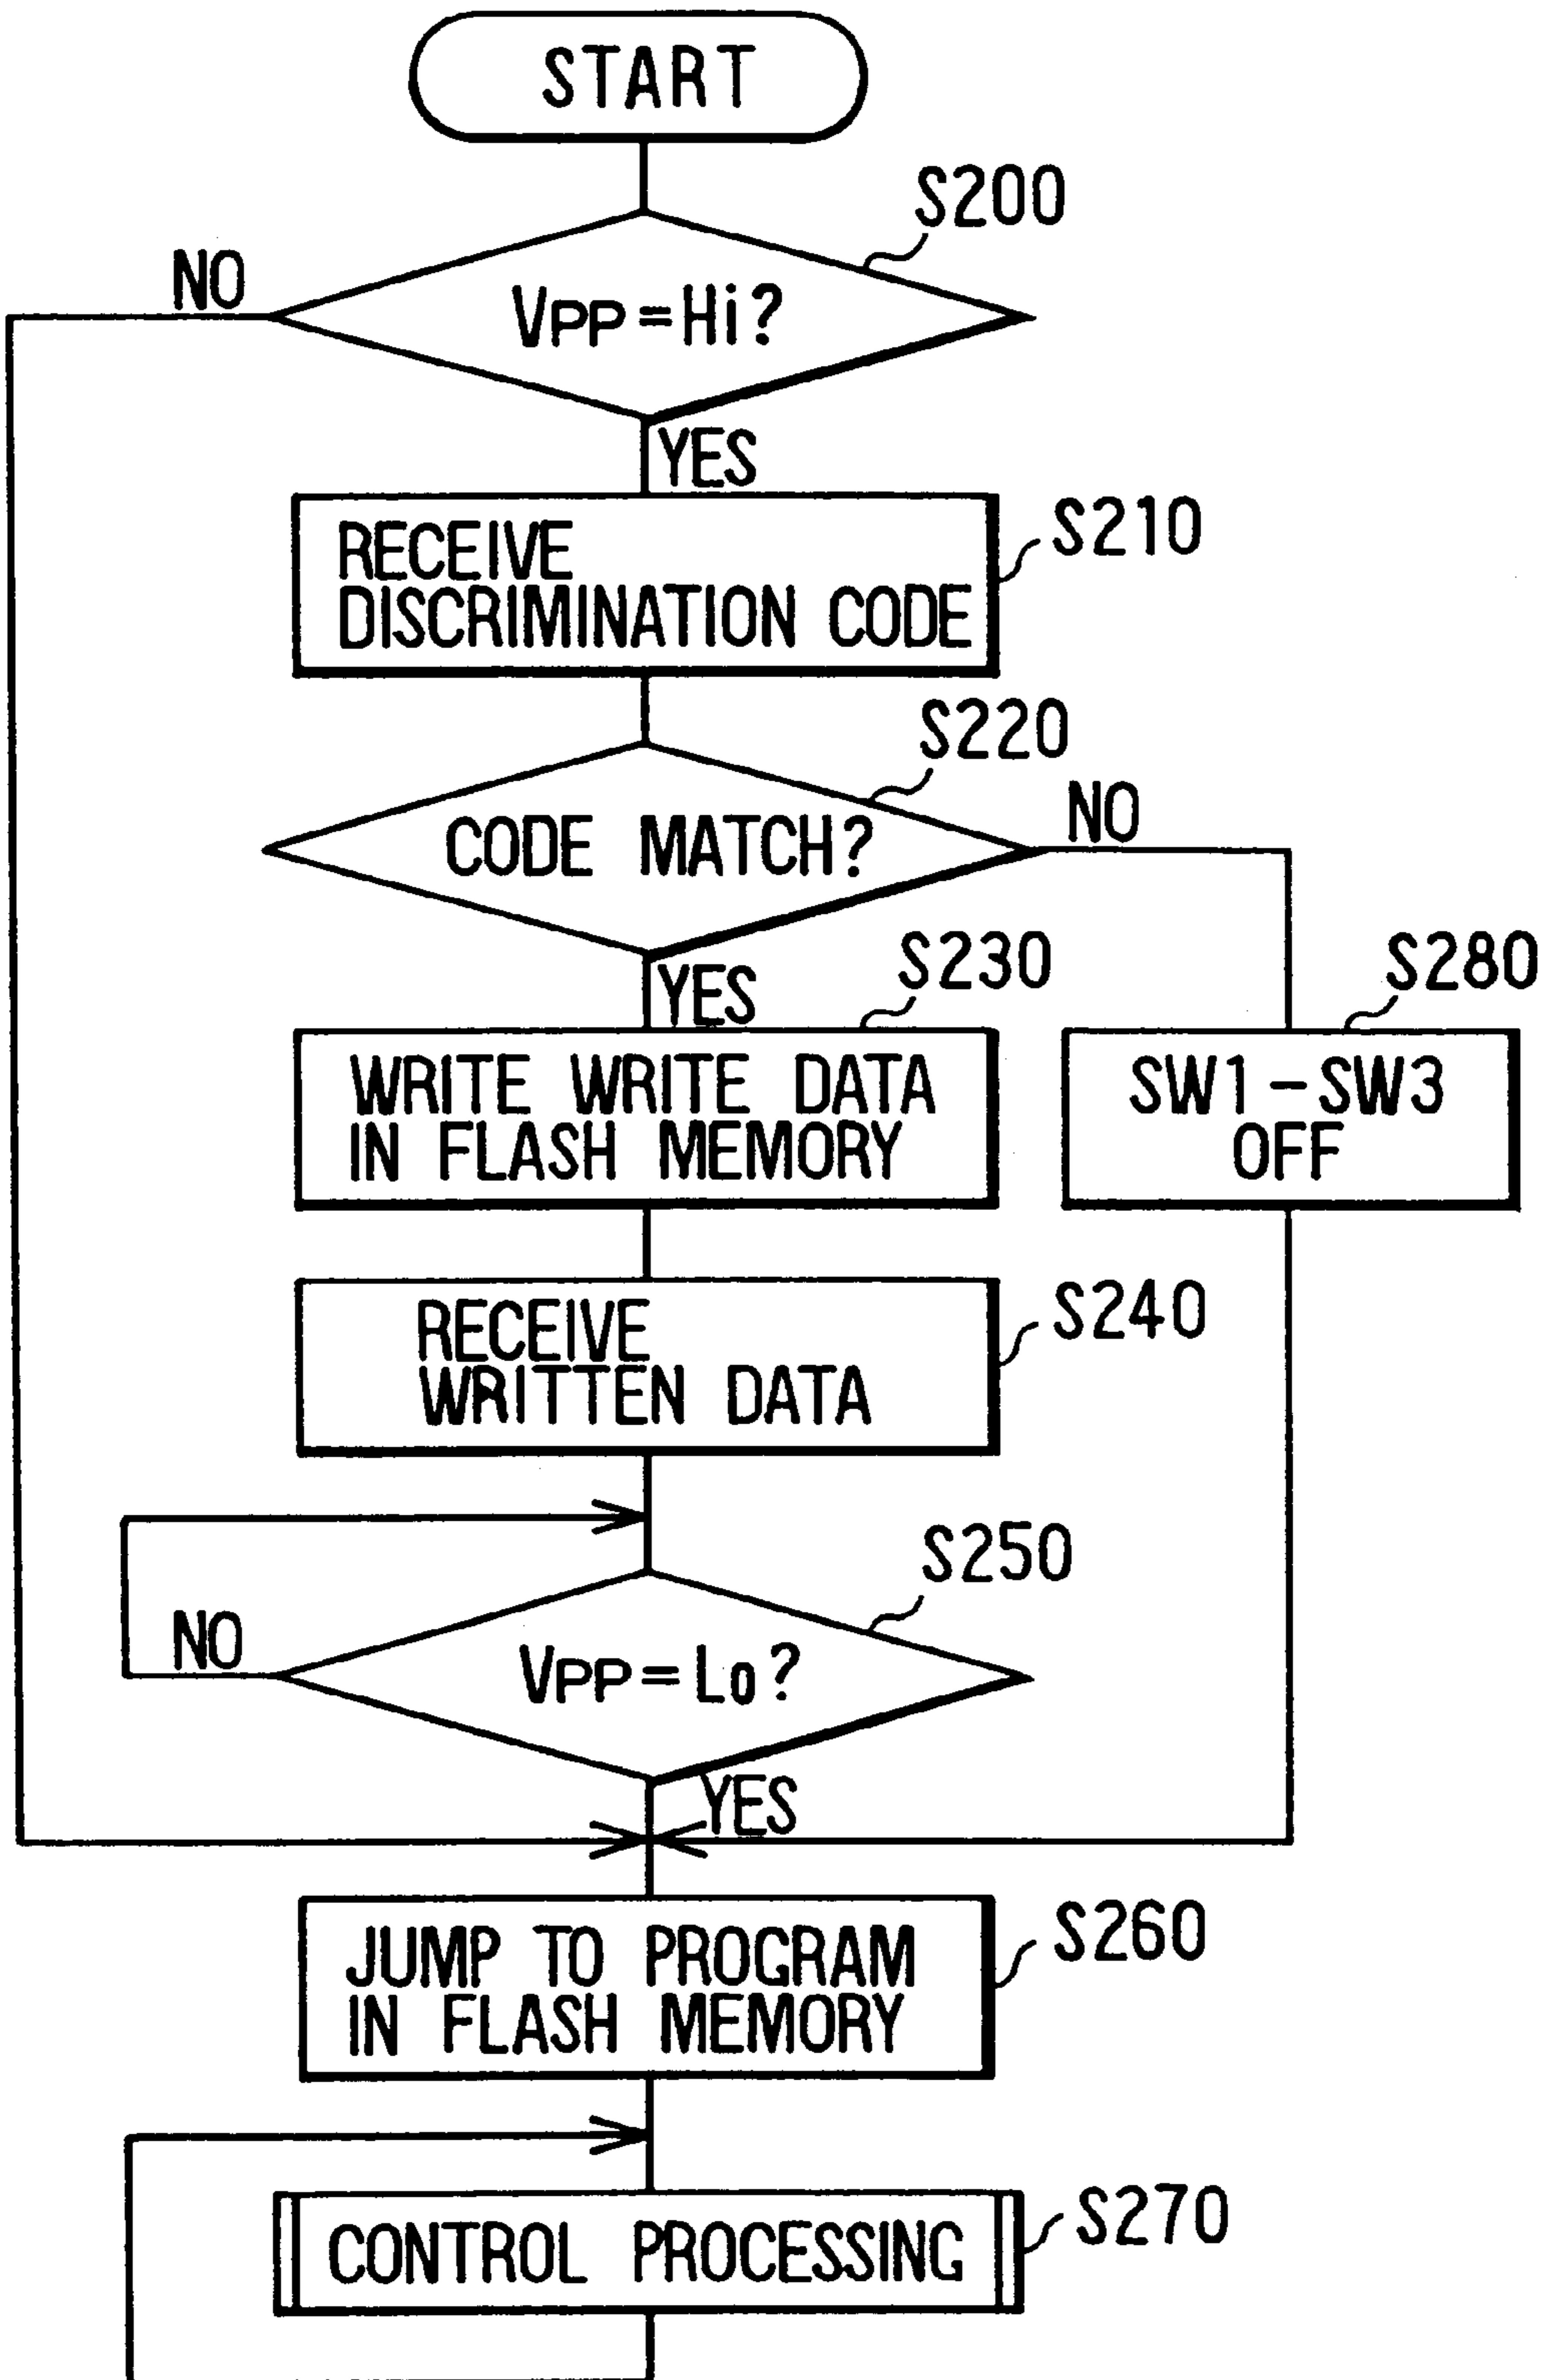 START
S200
NO
VPP=Hi?
YES
S210
RECEIVE
DISCRIMINATION CODE
S220
NO
CODE MATCH?
YES
S230
S280
WRITE WRITE DATA
IN FLASH MEMORY
SW1-SW3
OFF
S240
RECEIVE
WRITTEN DATA
S250
NO
VPP=Lo?
YES
S260
JUMP TO PROGRAM
IN FLASH MEMORY
S270
CONTROL PROCESSING